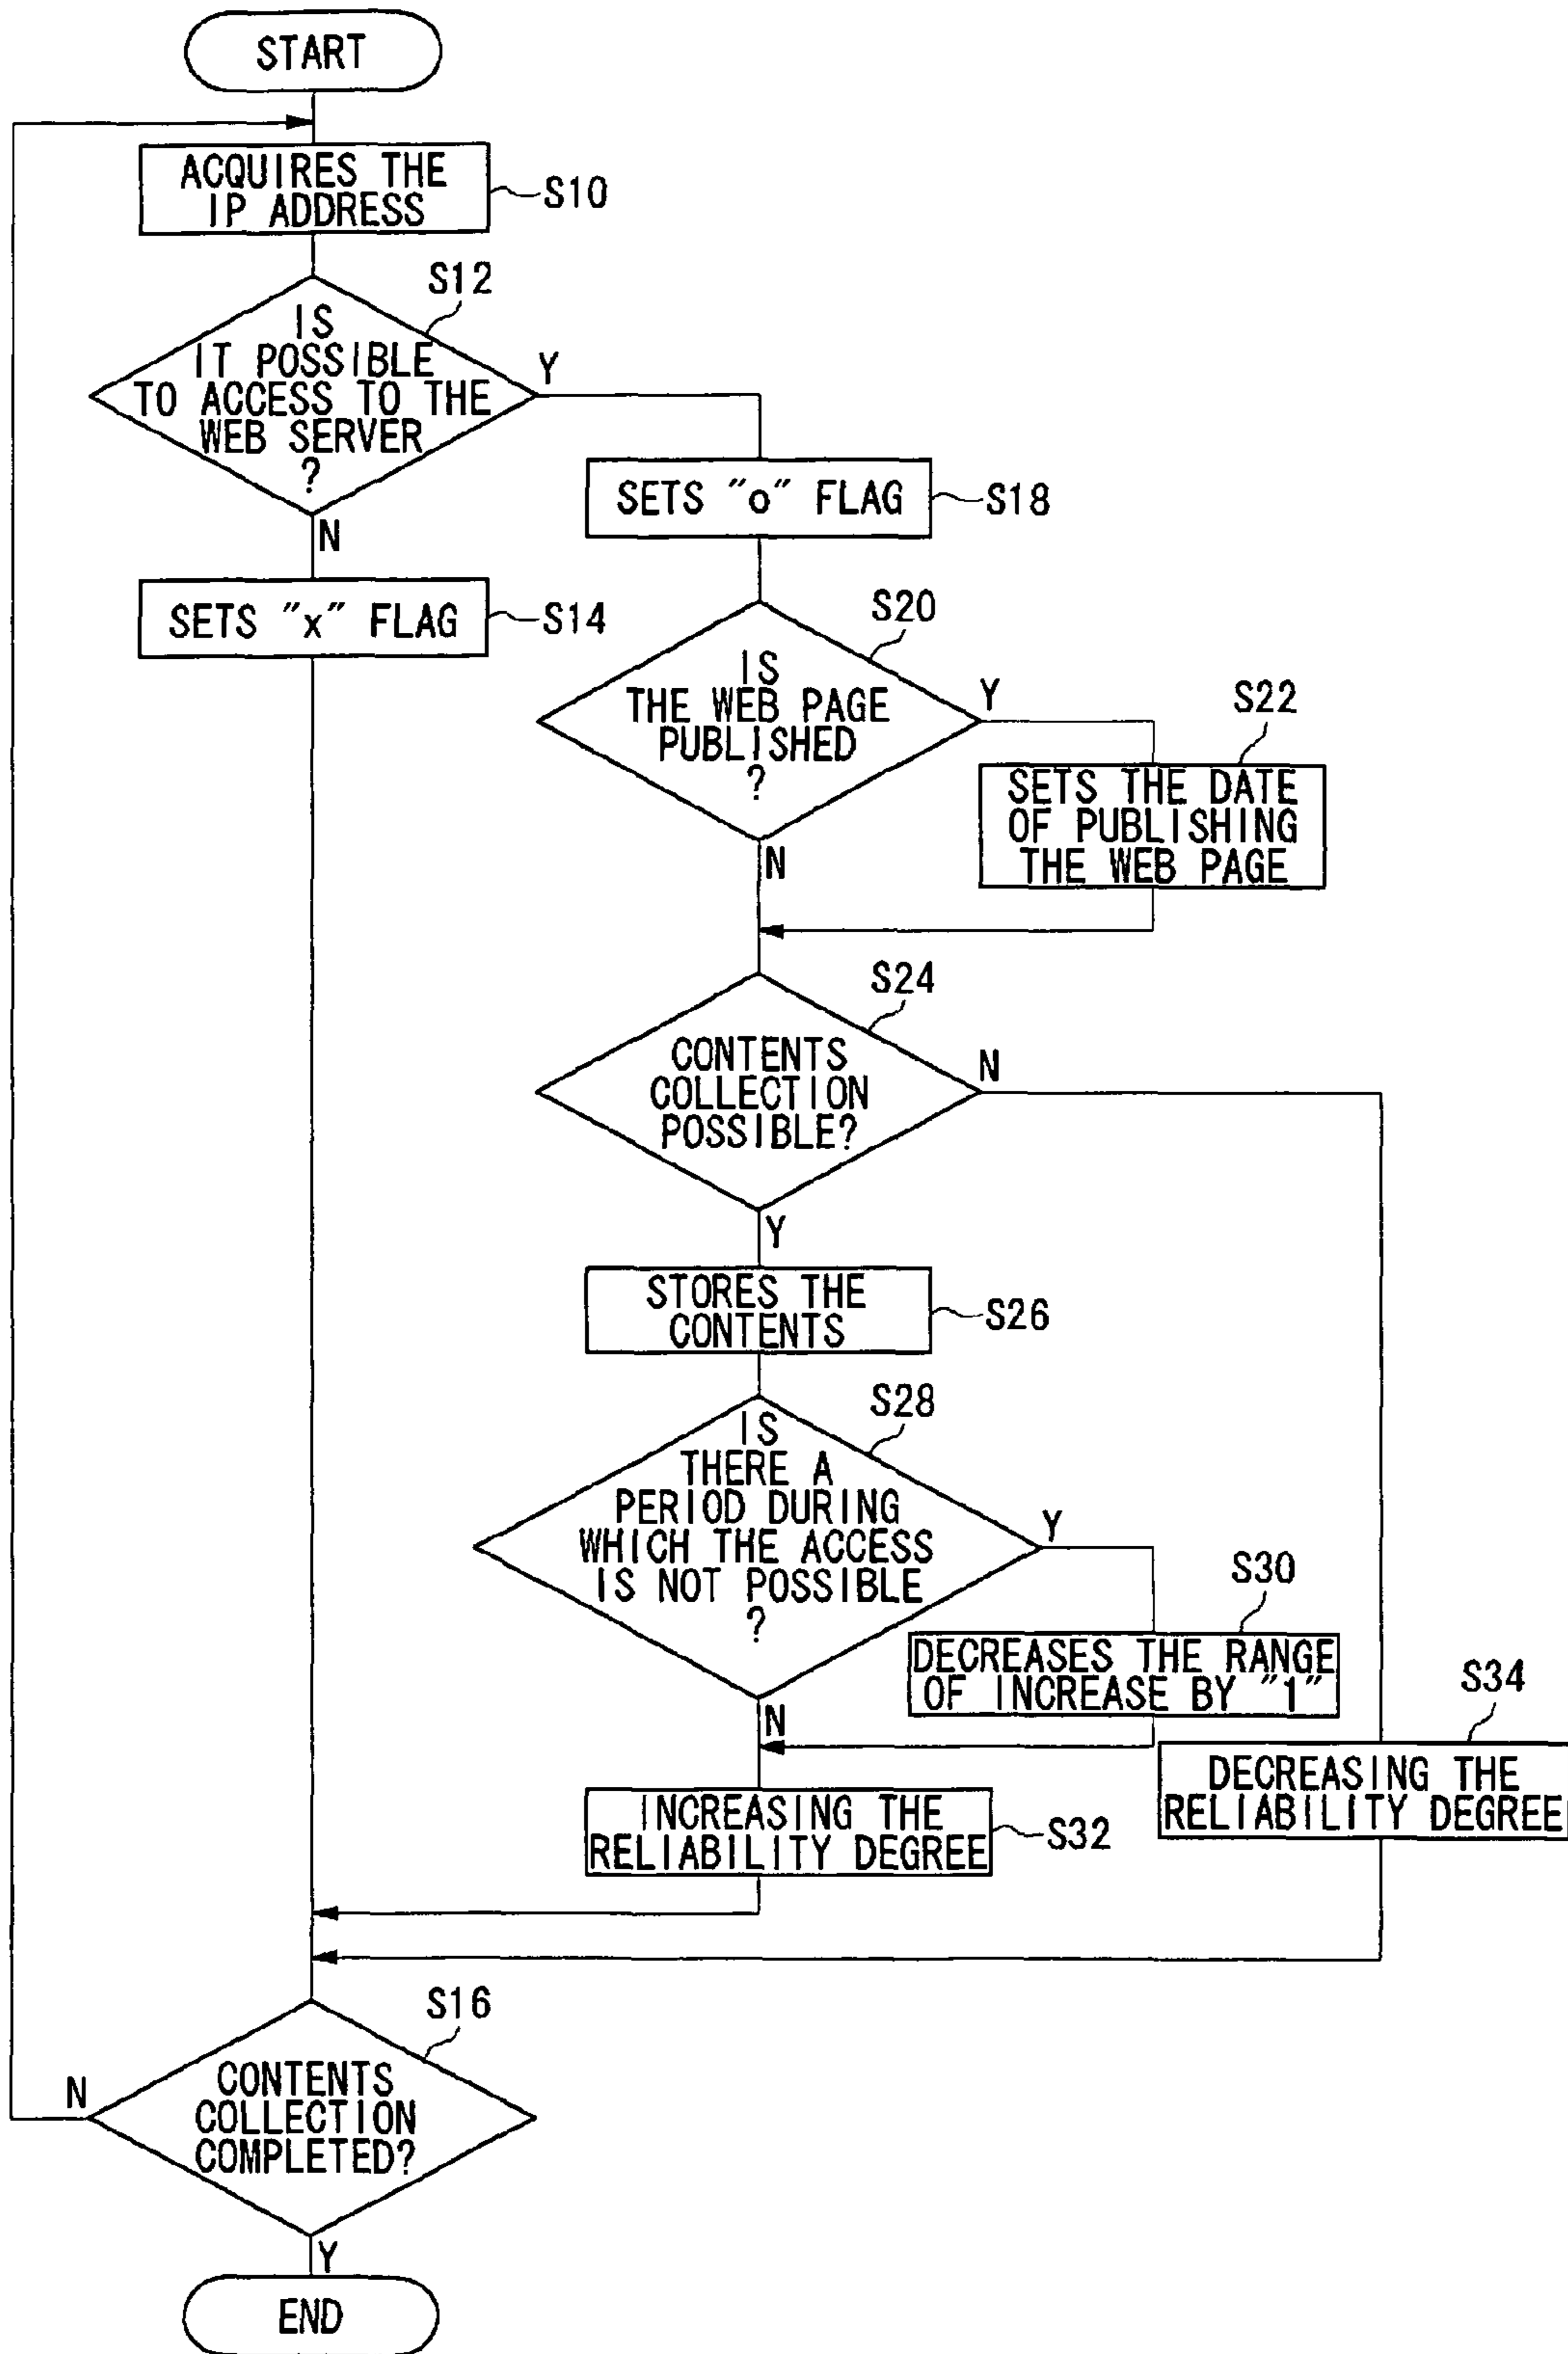 START
ACQUIRES THE
IP ADDRESS
S10
S12
IS
IT POSSIBLE
TO ACCESS TO THE
WEB SERVER
?
Y
N
SETS "o" FLAG
S18
SETS "x" FLAG
S14
S20
IS
THE WEB PAGE
PUBLISHED
?
Y
N
S22
SETS THE DATE
OF PUBLISHING
THE WEB PAGE
S24
CONTENTS
COLLECTION
POSSIBLE?
N
Y
STORES THE
CONTENTS
S26
S28
IS
THERE A
PERIOD DURING
WHICH THE ACCESS
IS NOT POSSIBLE
?
Y
N
S30
DECREASES THE RANGE
OF INCREASE BY "1"
S34
DECREASING THE
RELIABILITY DEGREE
INCREASING THE
RELIABILITY DEGREE
S32
S16
CONTENTS
COLLECTION
COMPLETED?
N
Y
END